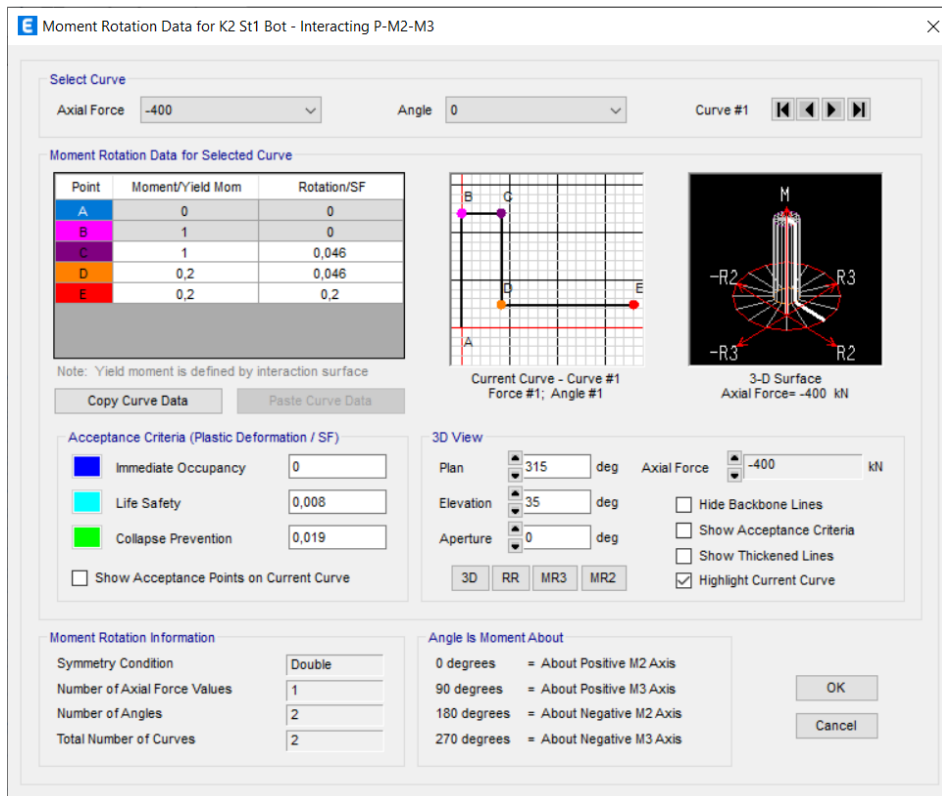 E Moment Rotation Data for K2 St1 Bot - Interacting P-M2-M3
Select Curve
Axial Force -400 Angle 0 Curve #1
Moment Rotation Data for Selected Curve
Point Moment/Yield Mom Rotation/SF
A 0 0
B 1 0
C 1 0,046
D 0,2 0,046
E 0,2 0,2
Note: Yield moment is defined by interaction surface
Copy Curve Data Paste Curve Data
B C
D E
A
Current Curve - Curve #1
Force #1; Angle #1
M
-R2 R3
-R3 R2
3-D Surface
Axial Force= -400 kN
Acceptance Criteria (Plastic Deformation / SF)
Immediate Occupancy 0
Life Safety 0,008
Collapse Prevention 0,019
Show Acceptance Points on Current Curve
3D View
Plan 315 deg Axial Force -400 kN
Elevation 35 deg Hide Backbone Lines
Show Acceptance Criteria
Aperture 0 deg
Show Thickened Lines
3D RR MR3 MR2 Highlight Current Curve
Moment Rotation Information
Symmetry Condition Double
Number of Axial Force Values 1
Number of Angles 2
Total Number of Curves 2
Angle Is Moment About
0 degrees = About Positive M2 Axis
90 degrees = About Positive M3 Axis
180 degrees = About Negative M2 Axis
270 degrees = About Negative M3 Axis
OK
Cancel